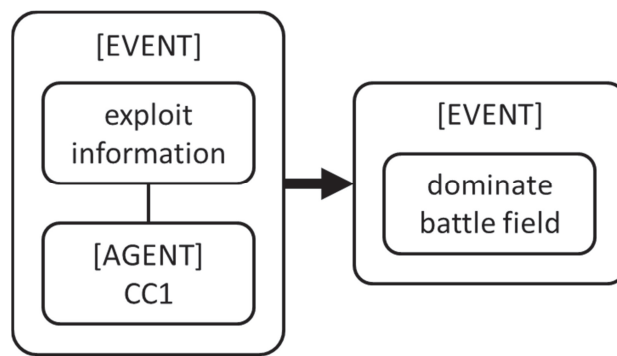 [EVENT]
exploit
information
[AGENT]
CC1
[EVENT]
dominate
battle field